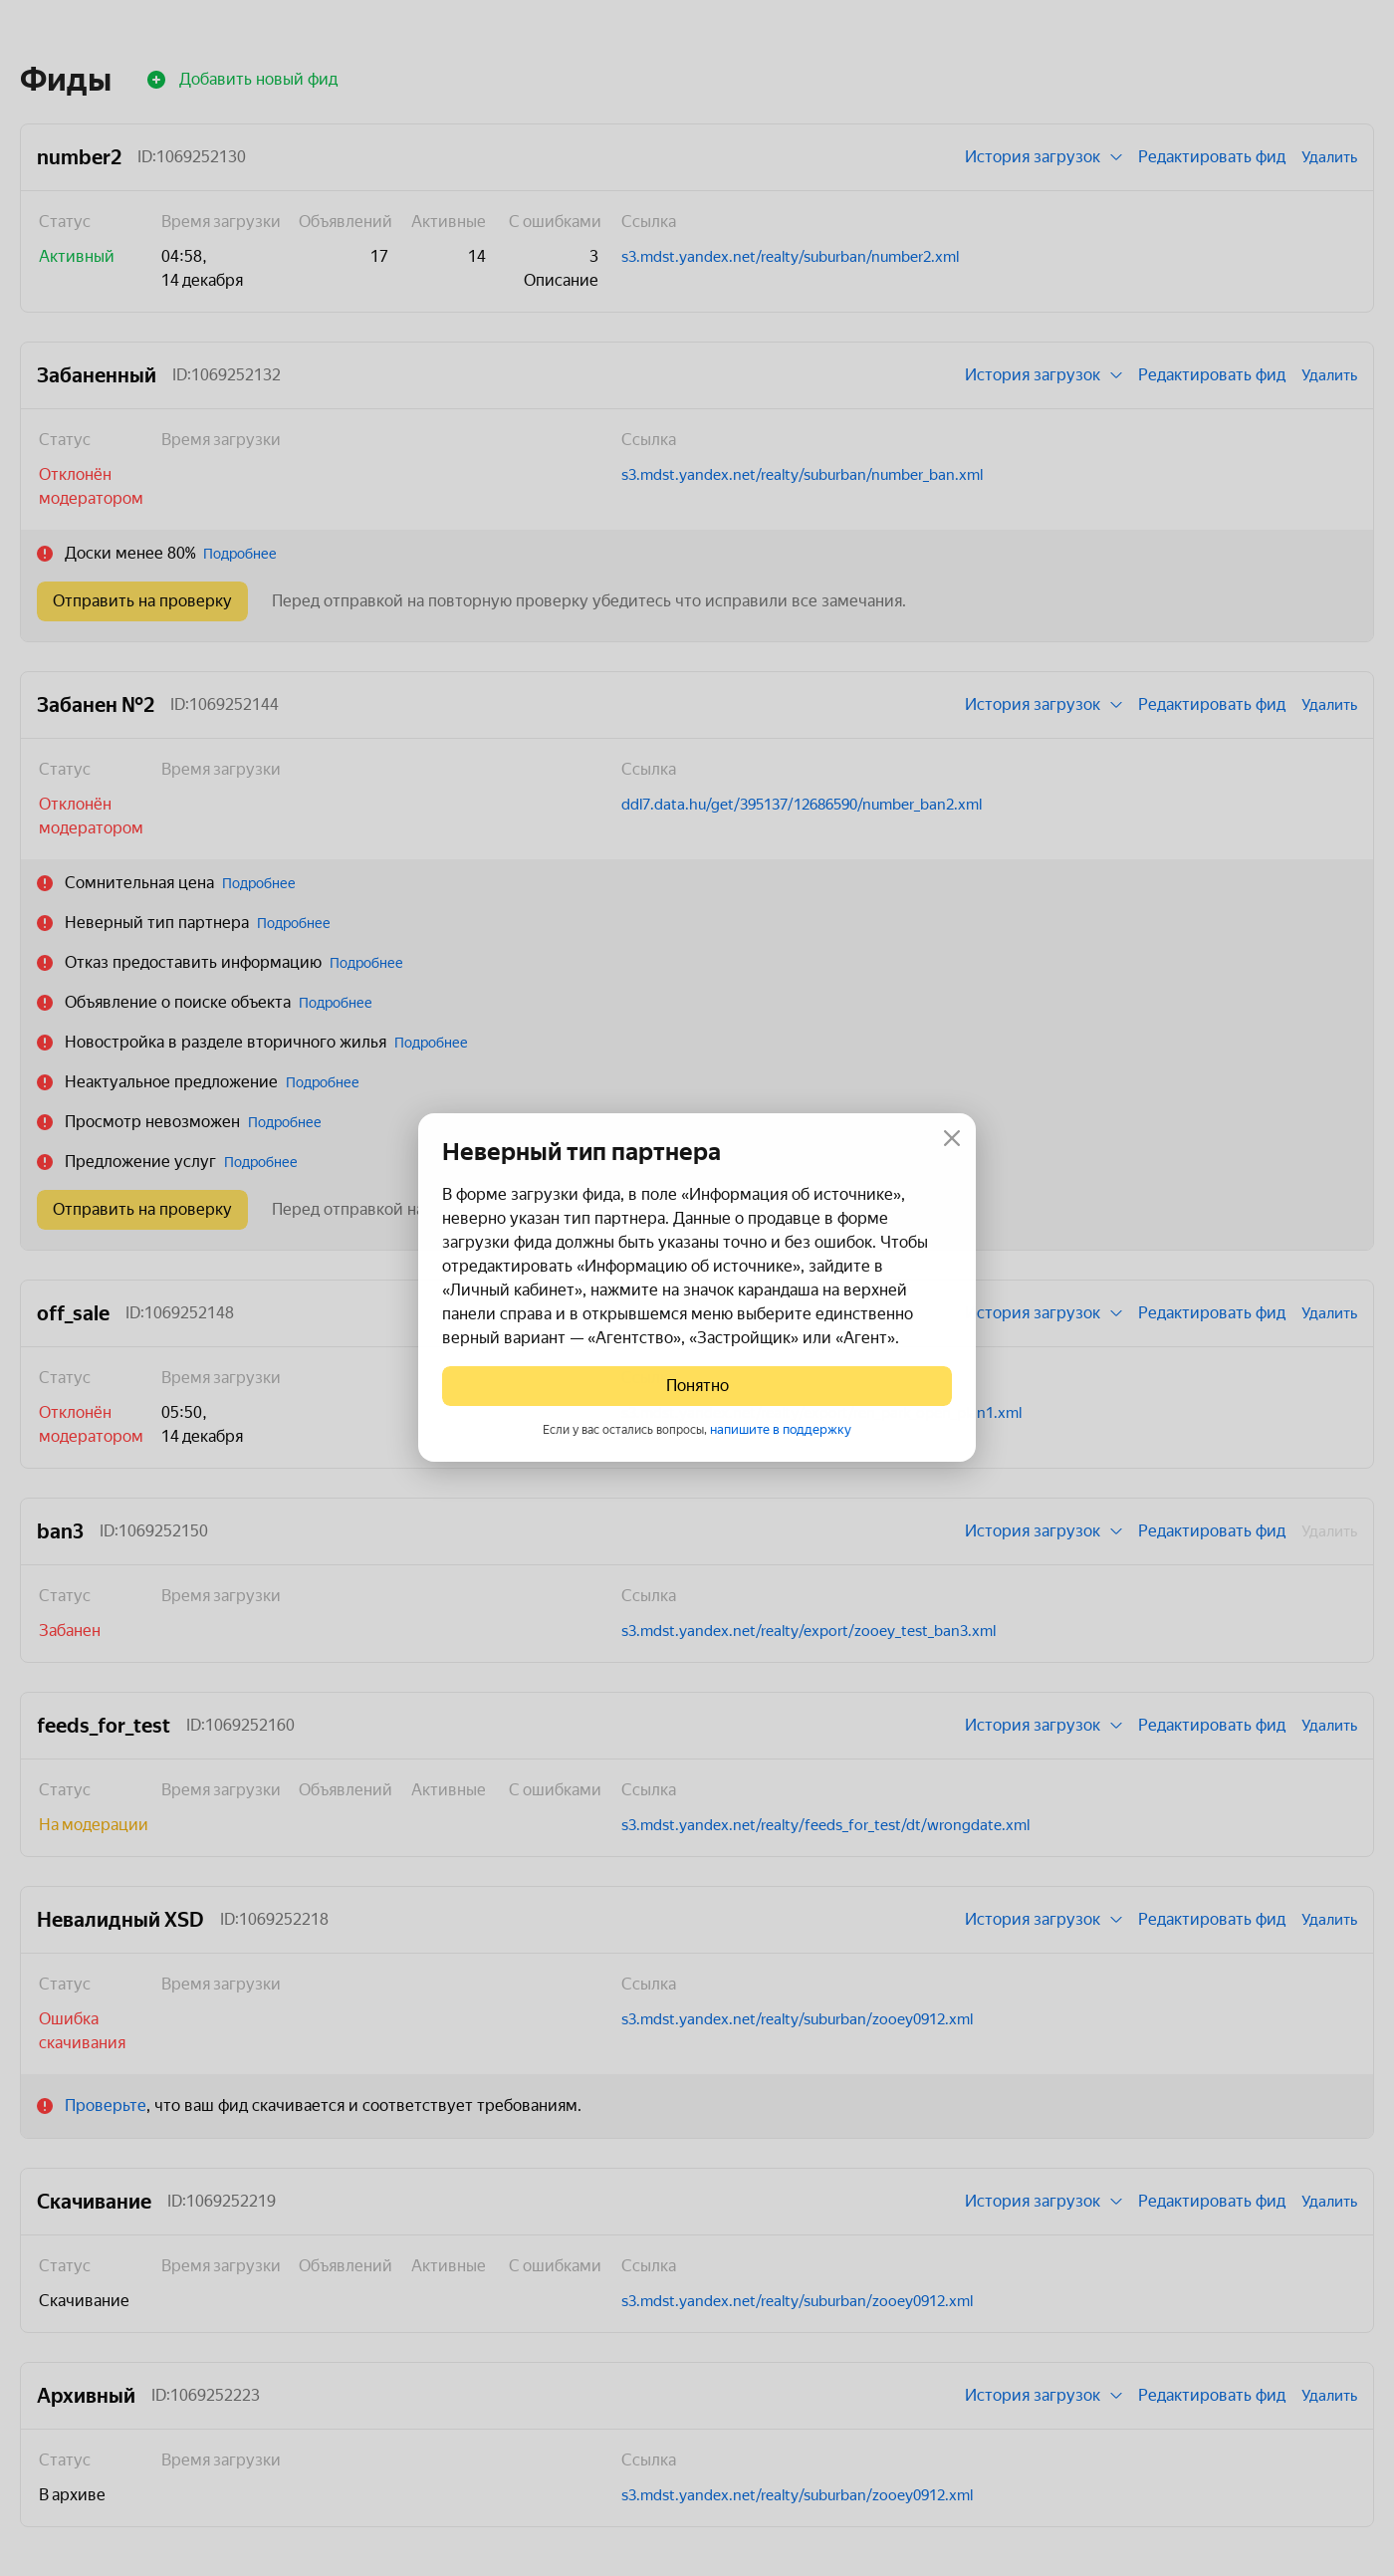 Фиды Добавить новый фид
number2 ID:1069252130 История загрузок Редактировать фид Удалить
Статус Время загрузки Объявлений Активные С ошибками Ссылка
Активный 04:58, 17 14 3 s3.mdst.yandex.net/realty/suburban/number2.xml
14 декабря Описание
Забаненный ID:1069252132 История загрузок Редактировать фид Удалить
Статус Время загрузки Ссылка
Отклонён s3.mdst.yandex.net/realty/suburban/number_ban.xml
модератором
Доски менее 80% Подробнее
Отправить на проверку Перед отправкой на повторную проверку убедитесь что исправили все замечания.
Забанен №2 ID:1069252144 История загрузок Редактировать фид Удалить
Статус Время загрузки Ссылка
Отклонён ddl7.data.hu/get/395137/12686590/number_ban2.xml
модератором
Сомнительная цена Подробнее
Неверный тип партнера Подробнее
Отказ предоставить информацию Подробнее
Объявление о поиске объекта Подробнее
Новостройка в разделе вторичного жилья Подробнее
Неактуальное предложение Подробнее
Просмотр невозможен Подробнее
Предложение услуг Подробнее
Отправить на проверку Перед отправкой на
Неверный тип партнера
В форме загрузки фида, в поле «Информация об источнике»,
неверно указан тип партнера. Данные о продавце в форме
загрузки фида должны быть указаны точно и без ошибок. Чтобы
отредактировать «Информацию об источнике», зайдите в
«Личный кабинет», нажмите на значок карандаша на верхней
панели справа и в открывшемся меню выберите единственно
верный вариант — «Агентство», «Застройщик» или «Агент».
Понятно
Если у вас остались вопросы, напишите в поддержку
off_sale ID:1069252148 стория загрузок Редактировать фид Удалить
Статус Время загрузки
Отклонён 05:50, n1.xml
модератором 14 декабря
ban3 ID:1069252150 История загрузок Редактировать фид Удалить
Статус Время загрузки Ссылка
Забанен s3.mdst.yandex.net/realty/export/zooey_test_ban3.xml
feeds_for_test ID:1069252160 История загрузок Редактировать фид Удалить
Статус Время загрузки Объявлений Активные С ошибками Ссылка
На модерации s3.mdst.yandex.net/realty/feeds_for_test/dt/wrongdate.xml
Невалидный XSD ID:1069252218 История загрузок Редактировать фид Удалить
Статус Время загрузки Ссылка
Ошибка s3.mdst.yandex.net/realty/suburban/zooey0912.xml
скачивания
Проверьте, что ваш фид скачивается и соответствует требованиям.
Скачивание ID:1069252219 История загрузок Редактировать фид Удалить
Статус Время загрузки Объявлений Активные С ошибками Ссылка
Скачивание s3.mdst.yandex.net/realty/suburban/zooey0912.xml
Архивный ID:1069252223 История загрузок Редактировать фид Удалить
Статус Время загрузки Ссылка
В архиве s3.mdst.yandex.net/realty/suburban/zooey0912.xml